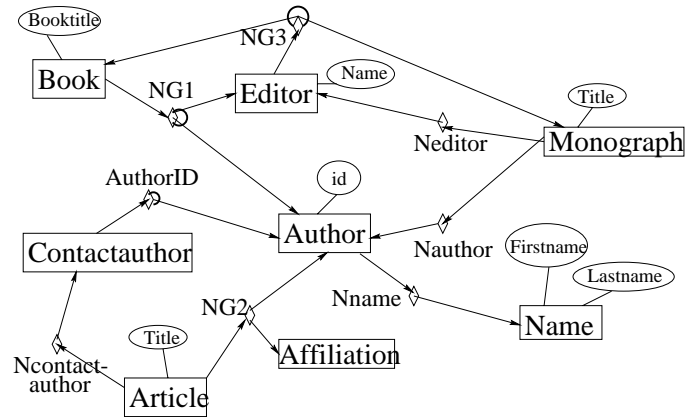 Booktitle
NG3
Book
NG1
Editor
Name
Title
Neditor
Monograph
AuthorID
id
Author
Nauthor
Contactauthor
Firstname
Lastname
Nname
NG2
Name
Title
Affiliation
Ncontact-
author
Article